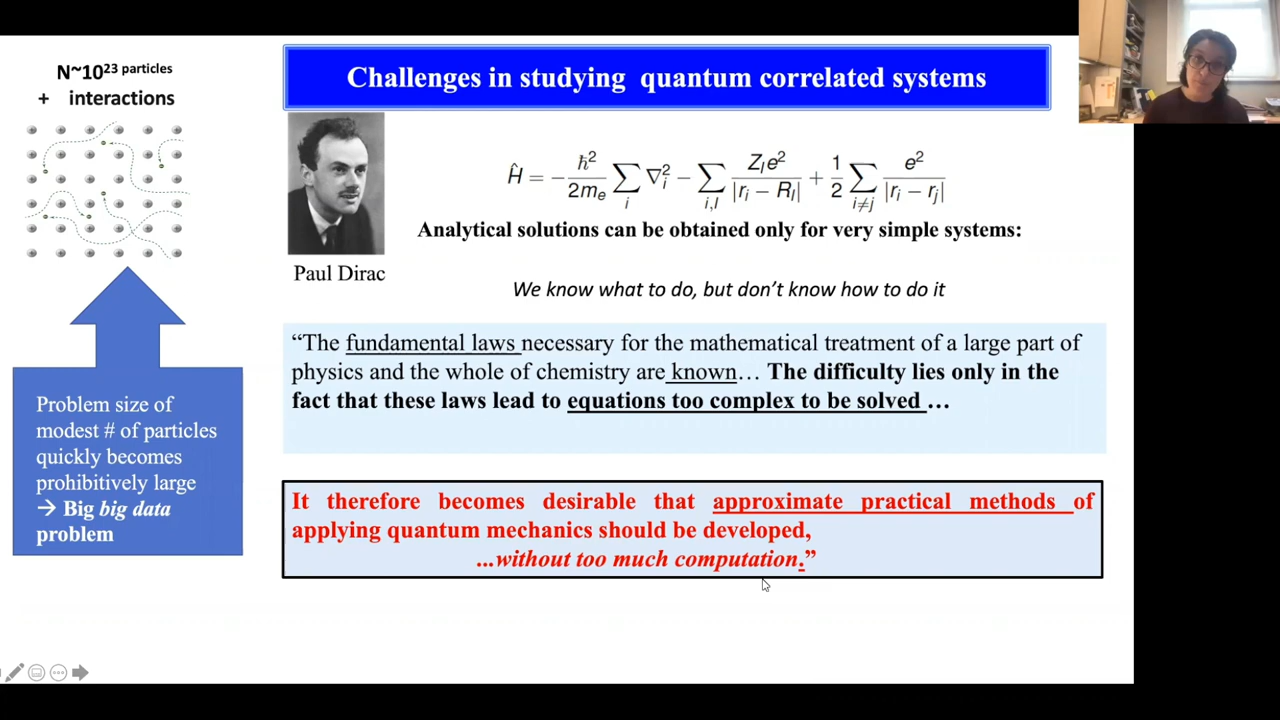 N~10²³ particles
+ interactions
Challenges in studying quantum correlated systems
Ĥ = −ħ²/2mₑ ∑ᵢ ∇ᵢ² − ∑ᵢ,ᵢ Zᵢe²/|rᵢ − Rᵢ| + 1/2 ∑ᵢ≠ⱼ e²/|rᵢ − rⱼ|
Analytical solutions can be obtained only for very simple systems:
Paul Dirac
We know what to do, but don’t know how to do it
“The fundamental laws necessary for the mathematical treatment of a large part of
physics and the whole of chemistry are known… The difficulty lies only in the
fact that these laws lead to equations too complex to be solved …
Problem size of
modest # of particles
quickly becomes
prohibitively large
→ Big big data
problem
It therefore becomes desirable that approximate practical methods of
applying quantum mechanics should be developed,
...without too much computation.”